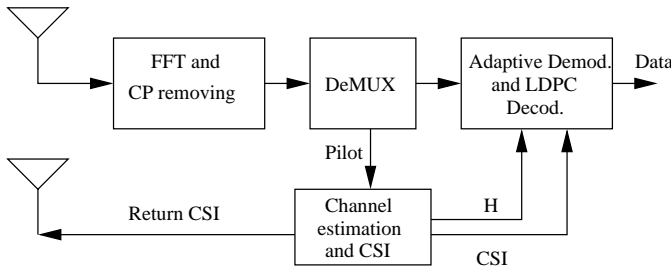 FFT and
CP removing
DeMUX
Adaptive Demod.
and LDPC
Decod.
Data
Pilot
Return CSI
Channel
estimation
and CSI
H
CSI